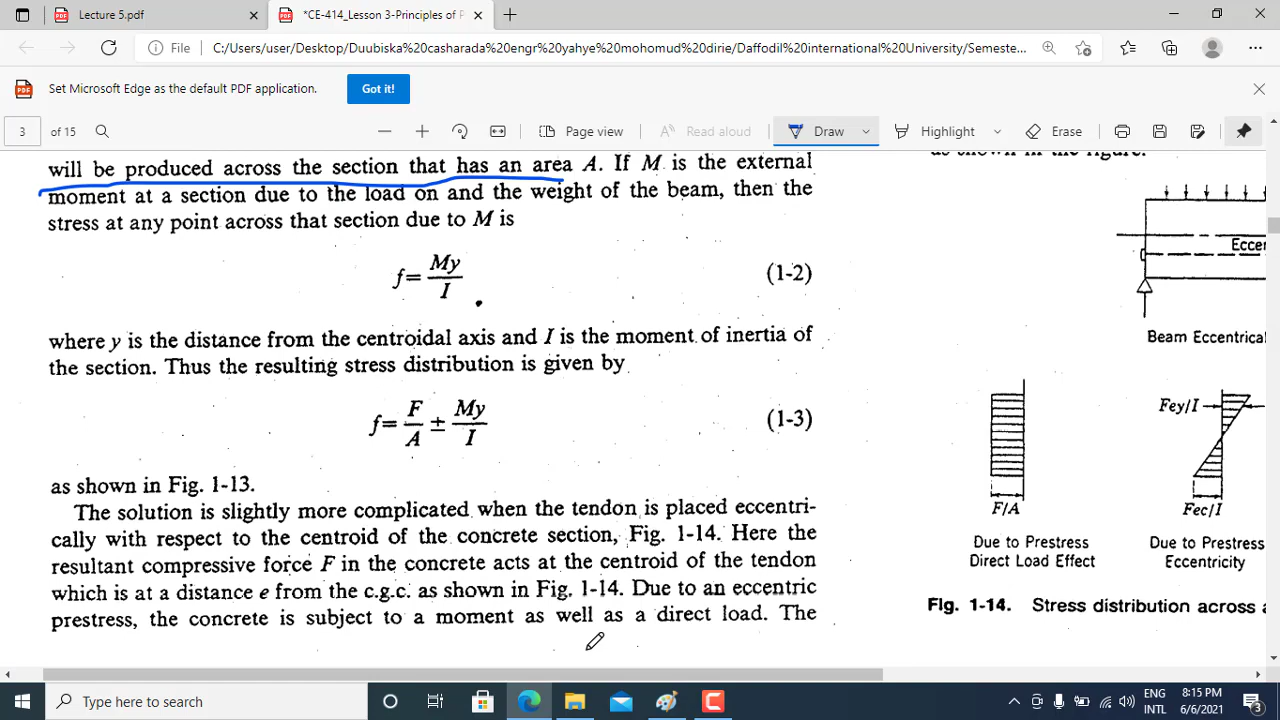 Lecture 5.pdf
*CE-414_Lesson 3-Principles of P
File
C:/Users/user/Desktop/Duubiska%20casharada%20engr%20yahye%20mohomud%20dirie/Daffodil%20international%20University/Semeste...
Set Microsoft Edge as the default PDF application.
Got it!
3 of 15
Page view
Read aloud
Draw
Highlight
Erase
will be produced across the section that has an area A. If M is the external
moment at a section due to the load on and the weight of the beam, then the
stress at any point across that section due to M is
f= My/I (1-2)
where y is the distance from the centroidal axis and I is the moment of inertia of
the section. Thus the resulting stress distribution is given by
f= F/A ± My/I (1-3)
as shown in Fig. 1-13.
The solution is slightly more complicated when the tendon is placed eccentri-
cally with respect to the centroid of the concrete section, Fig. 1-14. Here the
resultant compressive force F in the concrete acts at the centroid of the tendon
which is at a distance e from the c.g.c. as shown in Fig. 1-14. Due to an eccentric
prestress, the concrete is subject to a moment as well as a direct load. The
as shown in the figure.
Ecce
Beam Eccentrica
Fey/I
F/A
Fec/I
Due to Prestress
Direct Load Effect
Due to Prestress
Eccentricity
Fig. 1-14. Stress distribution across a
Type here to search
ENG
INTL
8:15 PM
6/6/2021
3